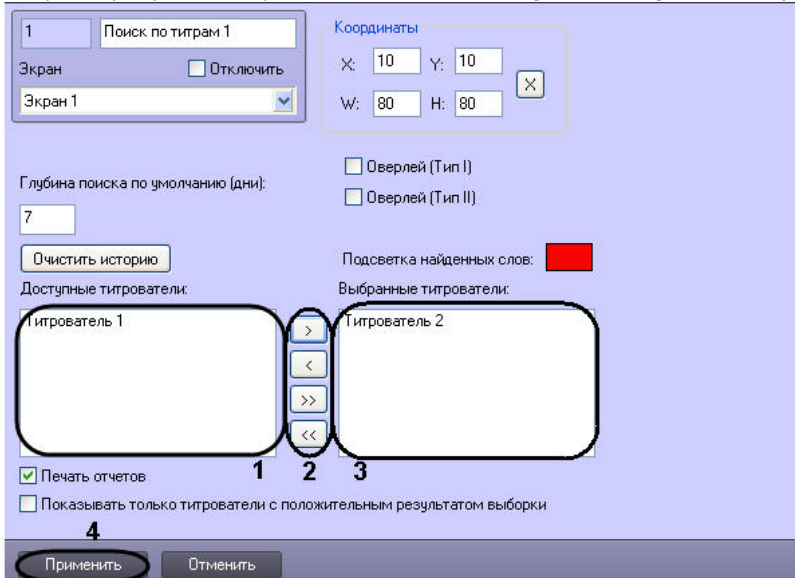 1 Поиск по титрам 1
Экран Отключить
Экран 1
Координаты
X: 10 Y: 10
X
W: 80 H: 80
Оверлей (Тип I)
Оверлей (Тип II)
Глубина поиска по умолчанию (дни):
7
Очистить историю
Подсветка найденных слов:
Доступные титрователи:
Выбранные титрователи:
Титрователь 1
>
<
>>
<<
Титрователь 2
1 2 3
Печать отчетов
Показывать только титрователи с положительным результатом выборки
4
Применить Отменить